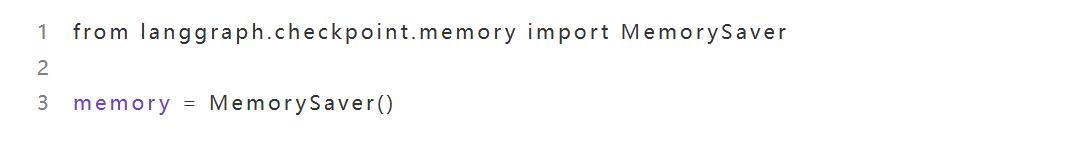 1 from langgraph.checkpoint.memory import MemorySaver
2
3 memory = MemorySaver()